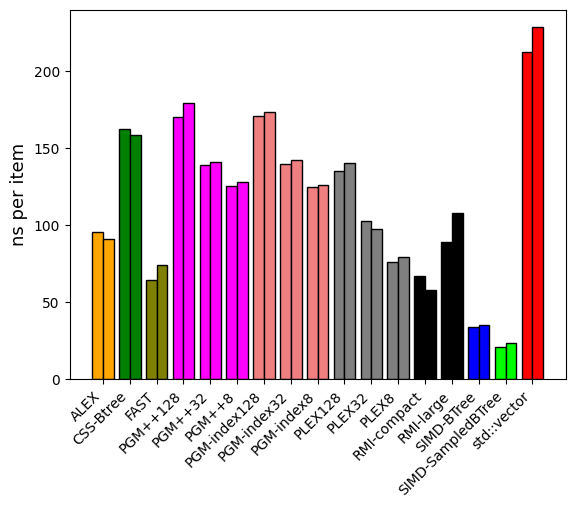 ns per item
200
150
100
50
0
ALEX
CSS-Btree
FAST
PGM++128
PGM++32
PGM++8
PGM-index128
PGM-index32
PGM-index8
PLEX128
PLEX32
PLEX8
RMI-compact
RMI-large
SIMD-BTree
SIMD-SampledBTree
std::vector